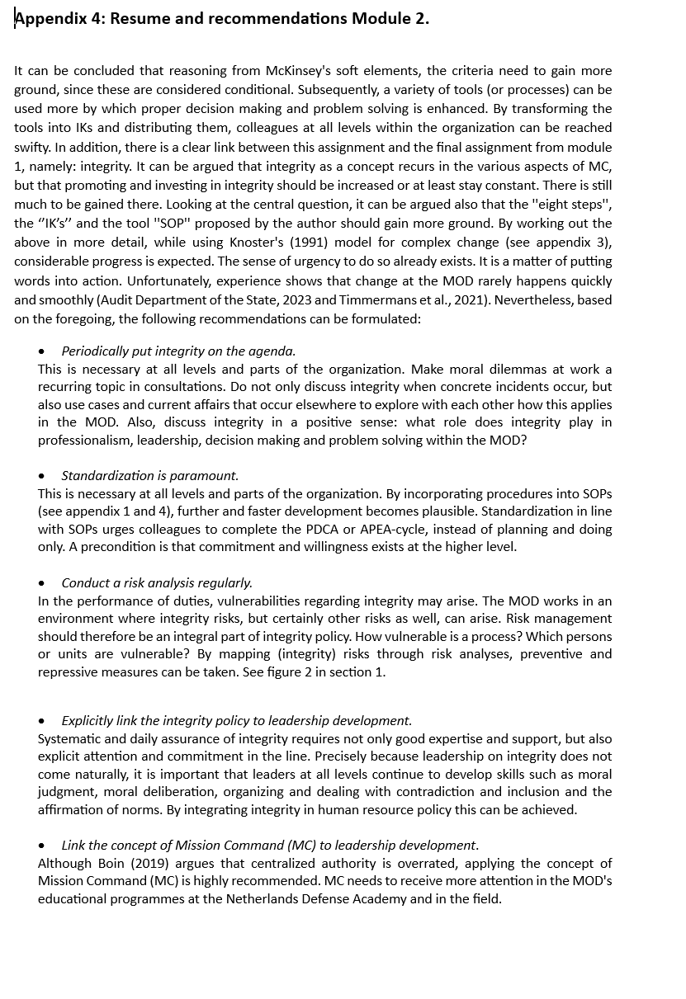 Appendix 4: Resume and recommendations Module 2.
It can be concluded that reasoning from McKinsey's soft elements, the criteria need to gain more
ground, since these are considered conditional. Subsequently, a variety of tools (or processes) can be
used more by which proper decision making and problem solving is enhanced. By transforming the
tools into IKs and distributing them, colleagues at all levels within the organization can be reached
swifty. In addition, there is a clear link between this assignment and the final assignment from module
1, namely: integrity. It can be argued that integrity as a concept recurs in the various aspects of MC,
but that promoting and investing in integrity should be increased or at least stay constant. There is still
much to be gained there. Looking at the central question, it can be argued also that the "eight steps",
the “IK’s” and the tool "SOP" proposed by the author should gain more ground. By working out the
above in more detail, while using Knoster's (1991) model for complex change (see appendix 3),
considerable progress is expected. The sense of urgency to do so already exists. It is a matter of putting
words into action. Unfortunately, experience shows that change at the MOD rarely happens quickly
and smoothly (Audit Department of the State, 2023 and Timmermans et al., 2021). Nevertheless, based
on the foregoing, the following recommendations can be formulated:
• Periodically put integrity on the agenda.
This is necessary at all levels and parts of the organization. Make moral dilemmas at work a
recurring topic in consultations. Do not only discuss integrity when concrete incidents occur, but
also use cases and current affairs that occur elsewhere to explore with each other how this applies
in the MOD. Also, discuss integrity in a positive sense: what role does integrity play in
professionalism, leadership, decision making and problem solving within the MOD?
• Standardization is paramount.
This is necessary at all levels and parts of the organization. By incorporating procedures into SOPs
(see appendix 1 and 4), further and faster development becomes plausible. Standardization in line
with SOPs urges colleagues to complete the PDCA or APEA-cycle, instead of planning and doing
only. A precondition is that commitment and willingness exists at the higher level.
• Conduct a risk analysis regularly.
In the performance of duties, vulnerabilities regarding integrity may arise. The MOD works in an
environment where integrity risks, but certainly other risks as well, can arise. Risk management
should therefore be an integral part of integrity policy. How vulnerable is a process? Which persons
or units are vulnerable? By mapping (integrity) risks through risk analyses, preventive and
repressive measures can be taken. See figure 2 in section 1.
• Explicitly link the integrity policy to leadership development.
Systematic and daily assurance of integrity requires not only good expertise and support, but also
explicit attention and commitment in the line. Precisely because leadership on integrity does not
come naturally, it is important that leaders at all levels continue to develop skills such as moral
judgment, moral deliberation, organizing and dealing with contradiction and inclusion and the
affirmation of norms. By integrating integrity in human resource policy this can be achieved.
• Link the concept of Mission Command (MC) to leadership development.
Although Boin (2019) argues that centralized authority is overrated, applying the concept of
Mission Command (MC) is highly recommended. MC needs to receive more attention in the MOD's
educational programmes at the Netherlands Defense Academy and in the field.